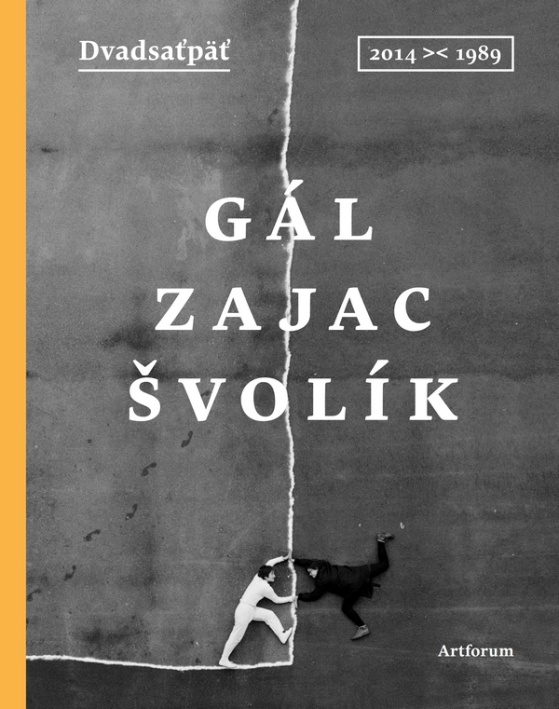 Dvadsaťpäť
2014 >< 1989
GÁL
ZAJAC
ŠVOLÍK
Artforum